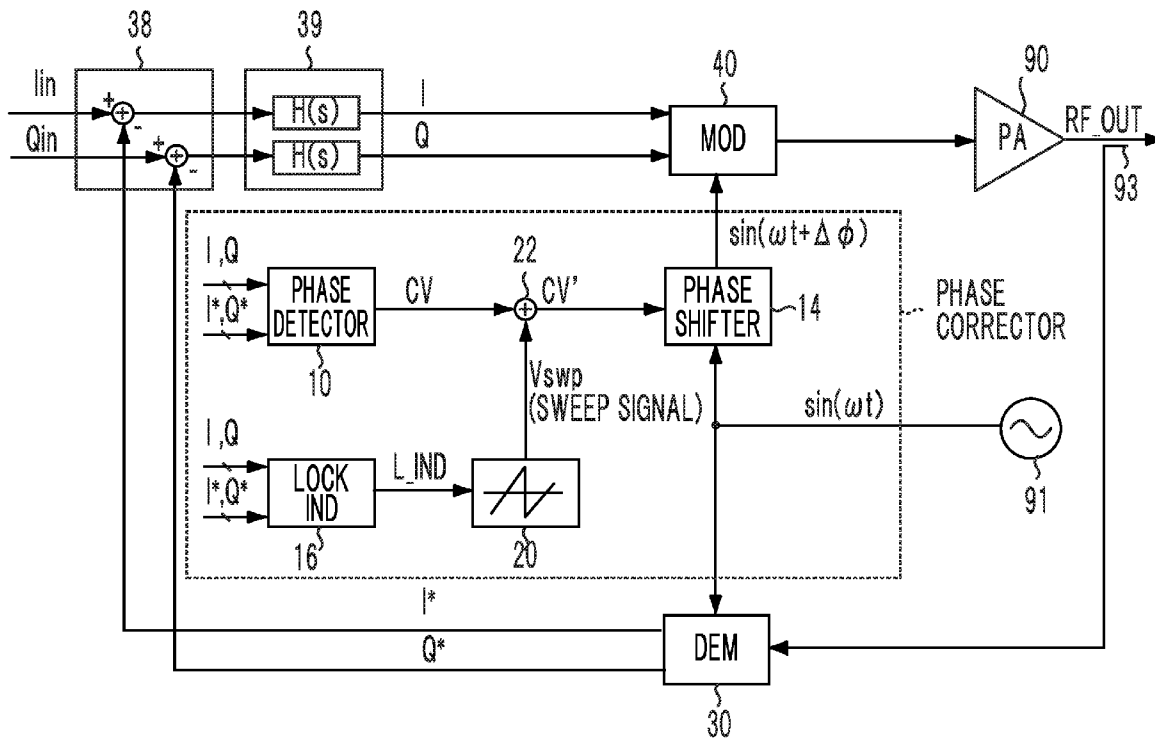 38
39
40
90
Iin
Qin
+
-
+
-
H(s)
H(s)
I
Q
MOD
PA
RF_OUT
93
sin(ωt+Δϕ)
I,Q
I*,Q*
PHASE
DETECTOR
10
CV
22
CV'
PHASE
SHIFTER
14
PHASE
CORRECTOR
Vswp
(SWEEP SIGNAL)
sin(ωt)
91
I,Q
I*,Q*
LOCK
IND
16
L_IND
20
I*
Q*
DEM
30